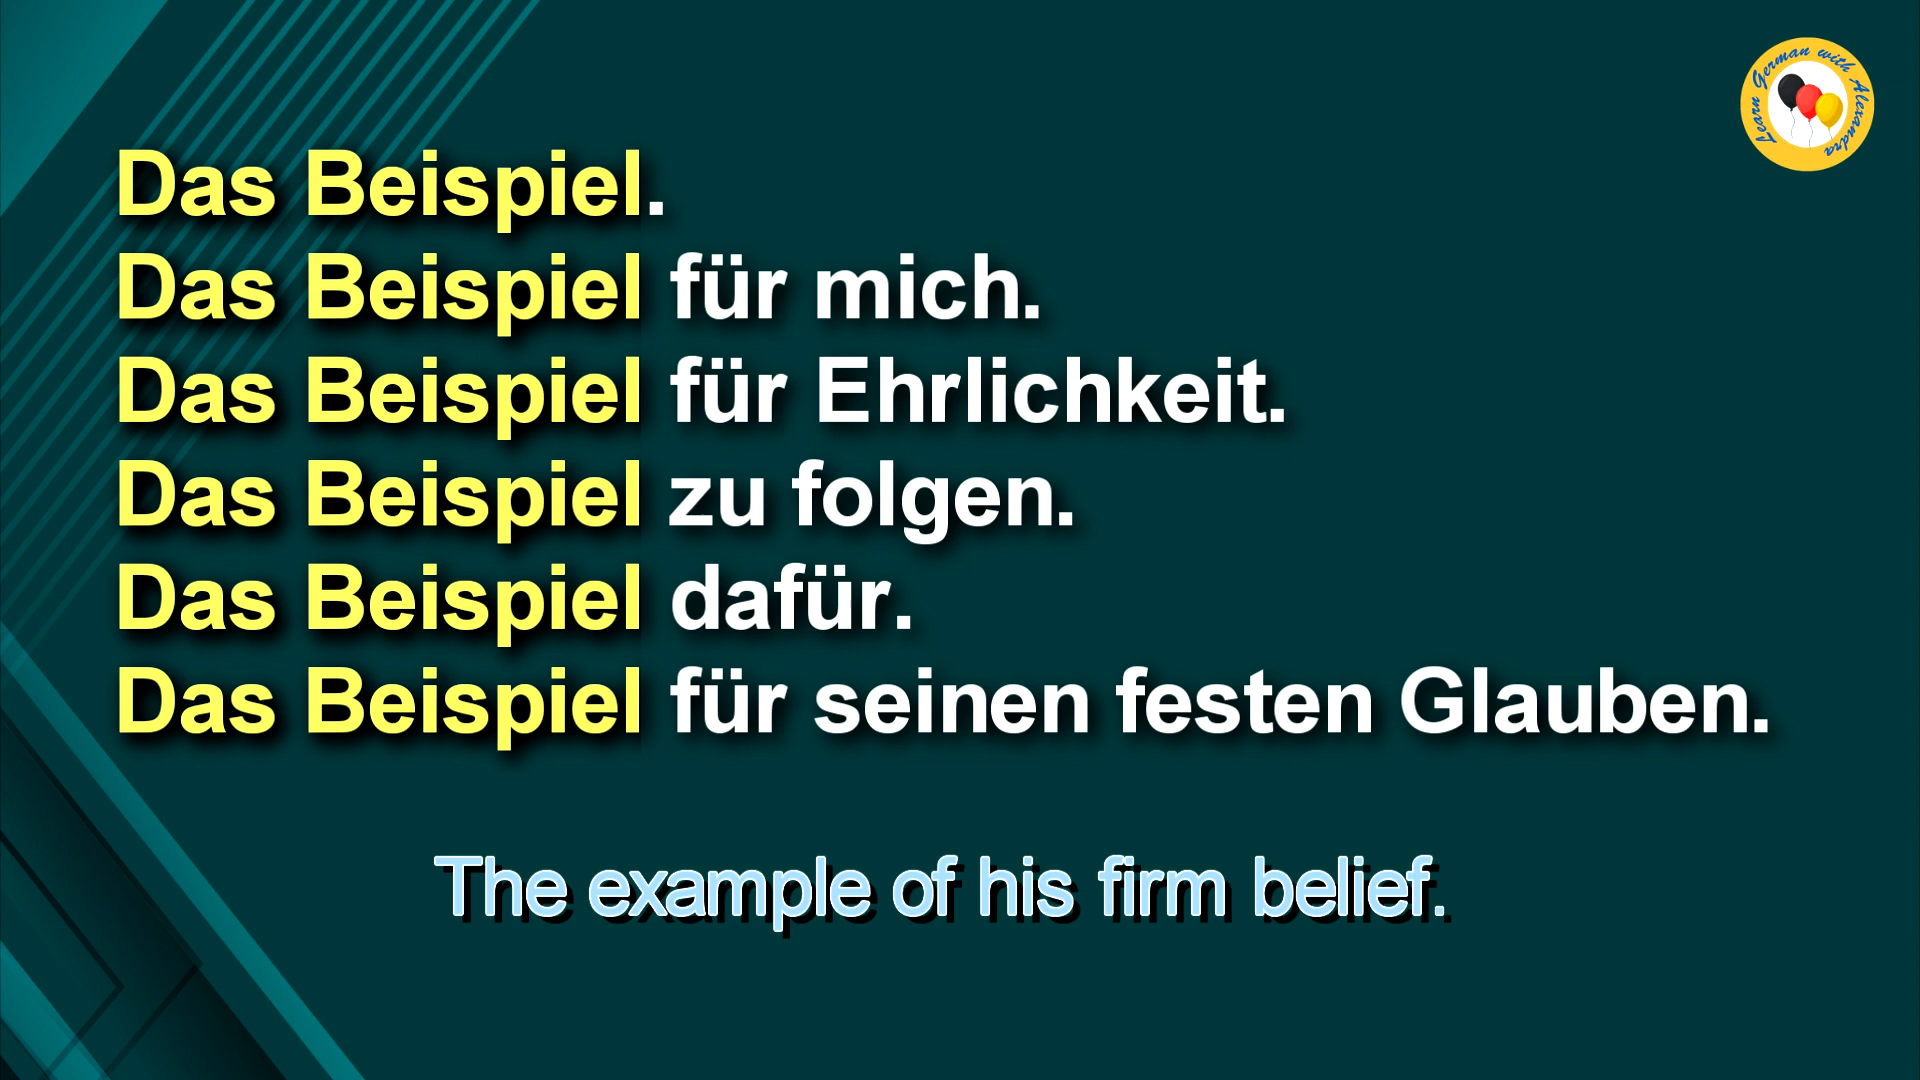 Learn German with Alexandra
Das Beispiel.
Das Beispiel für mich.
Das Beispiel für Ehrlichkeit.
Das Beispiel zu folgen.
Das Beispiel dafür.
Das Beispiel für seinen festen Glauben.
The example of his firm belief.